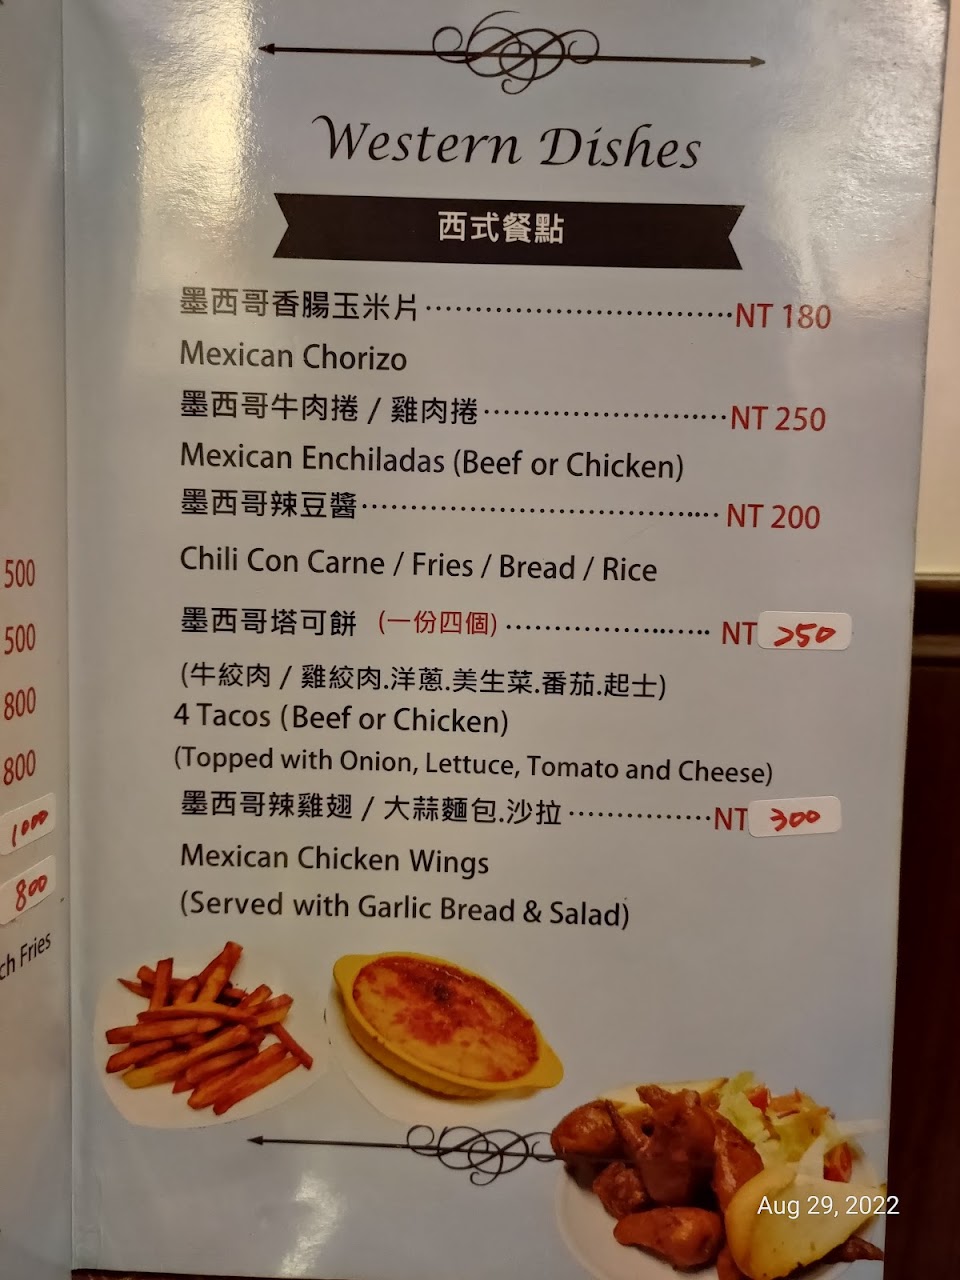 Western Dishes
西式餐點
墨西哥香腸玉米片 NT 180
Mexican Chorizo
墨西哥牛肉捲 / 雞肉捲 NT 250
Mexican Enchiladas (Beef or Chicken)
墨西哥辣豆醬 NT 200
Chili Con Carne / Fries / Bread / Rice
墨西哥塔可餅 (一份四個) NT 250
(牛絞肉 / 雞絞肉.洋蔥.美生菜.番茄.起士)
4 Tacos (Beef or Chicken)
(Topped with Onion, Lettuce, Tomato and Cheese)
墨西哥辣雞翅 / 大蒜麵包.沙拉 NT 300
Mexican Chicken Wings
(Served with Garlic Bread & Salad)
500
500
800
800
1000
800
ch Fries
Aug 29, 2022